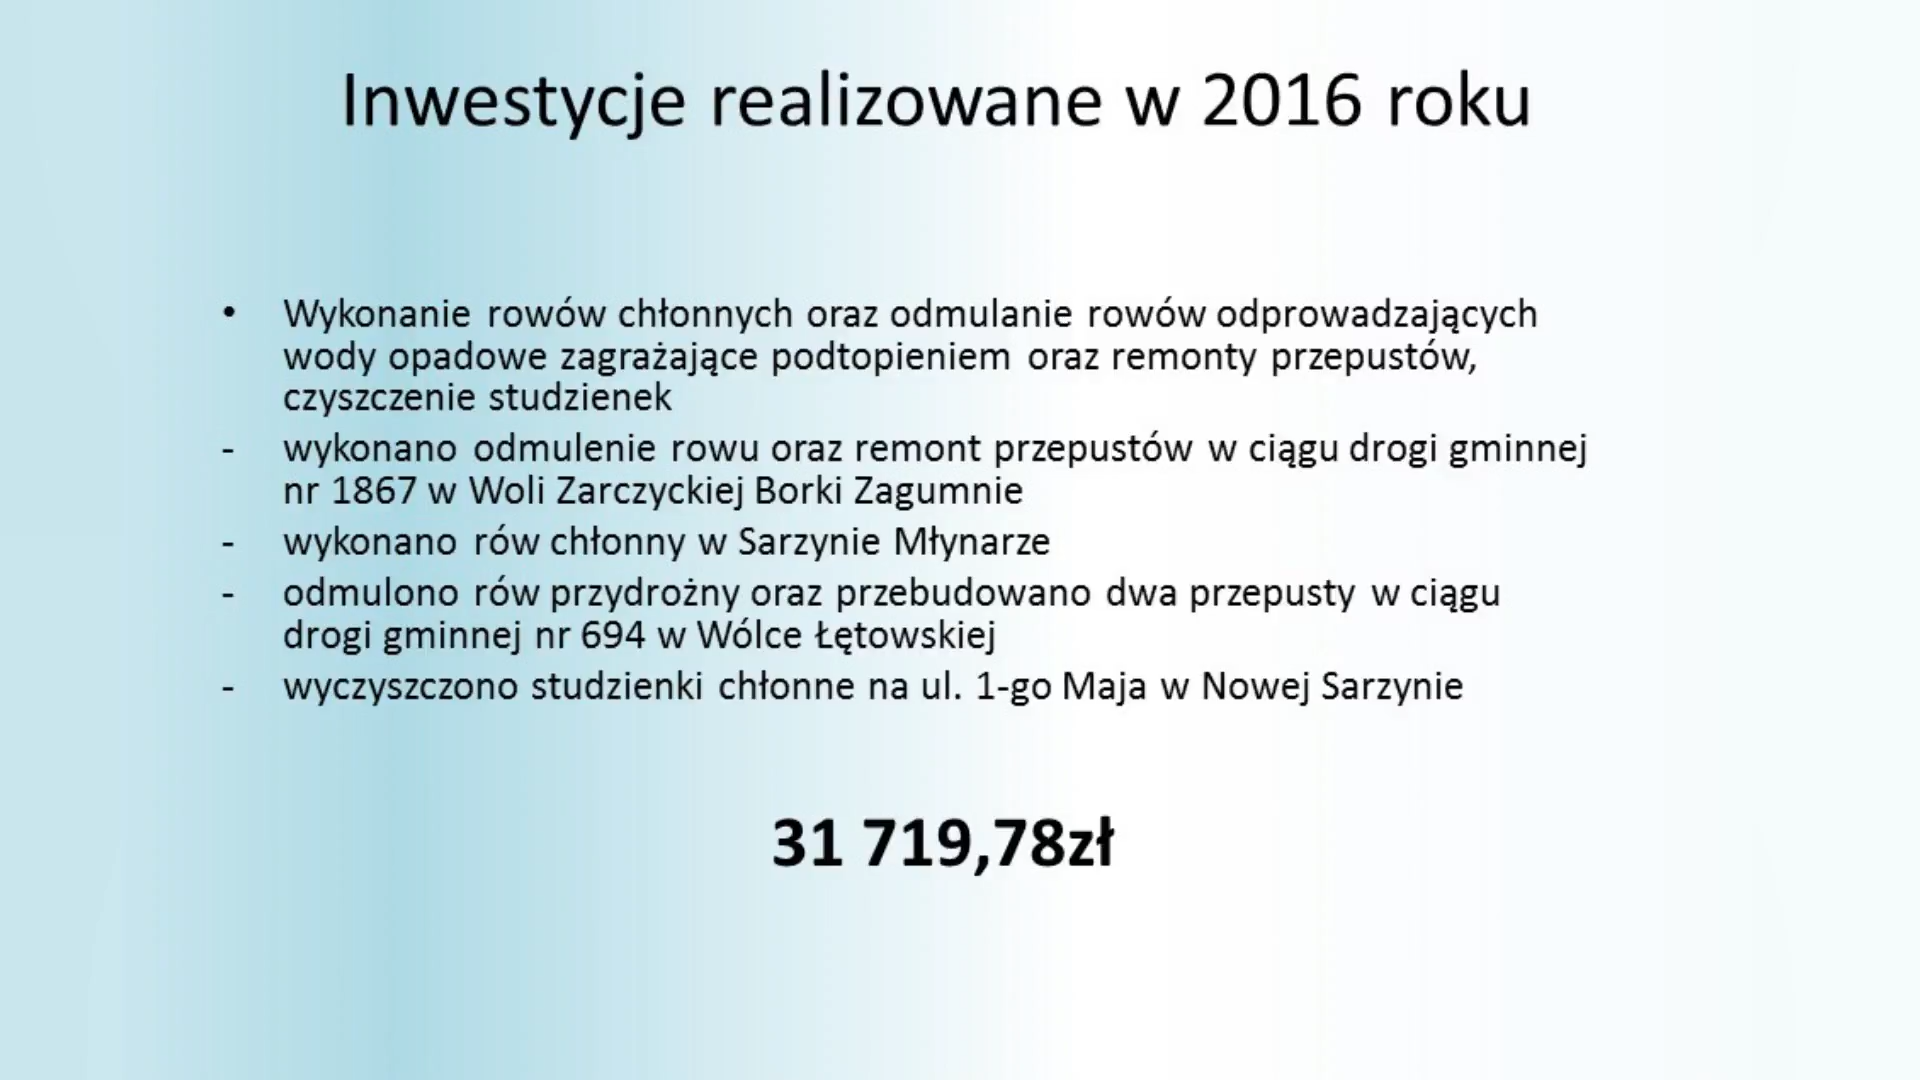 Inwestycje realizowane w 2016 roku
• Wykonanie rowów chłonnych oraz odmulanie rowów odprowadzających
wody opadowe zagrażające podtopieniem oraz remonty przepustów,
czyszczenie studzienek
- wykonano odmulenie rowu oraz remont przepustów w ciągu drogi gminnej
nr 1867 w Woli Zarczyckiej Borki Zagumnie
- wykonano rów chłonny w Sarzynie Młynarze
- odmulono rów przydrożny oraz przebudowano dwa przepusty w ciągu
drogi gminnej nr 694 w Wólce Łętowskiej
- wyczyszczono studzienki chłonne na ul. 1-go Maja w Nowej Sarzynie
31 719,78zł